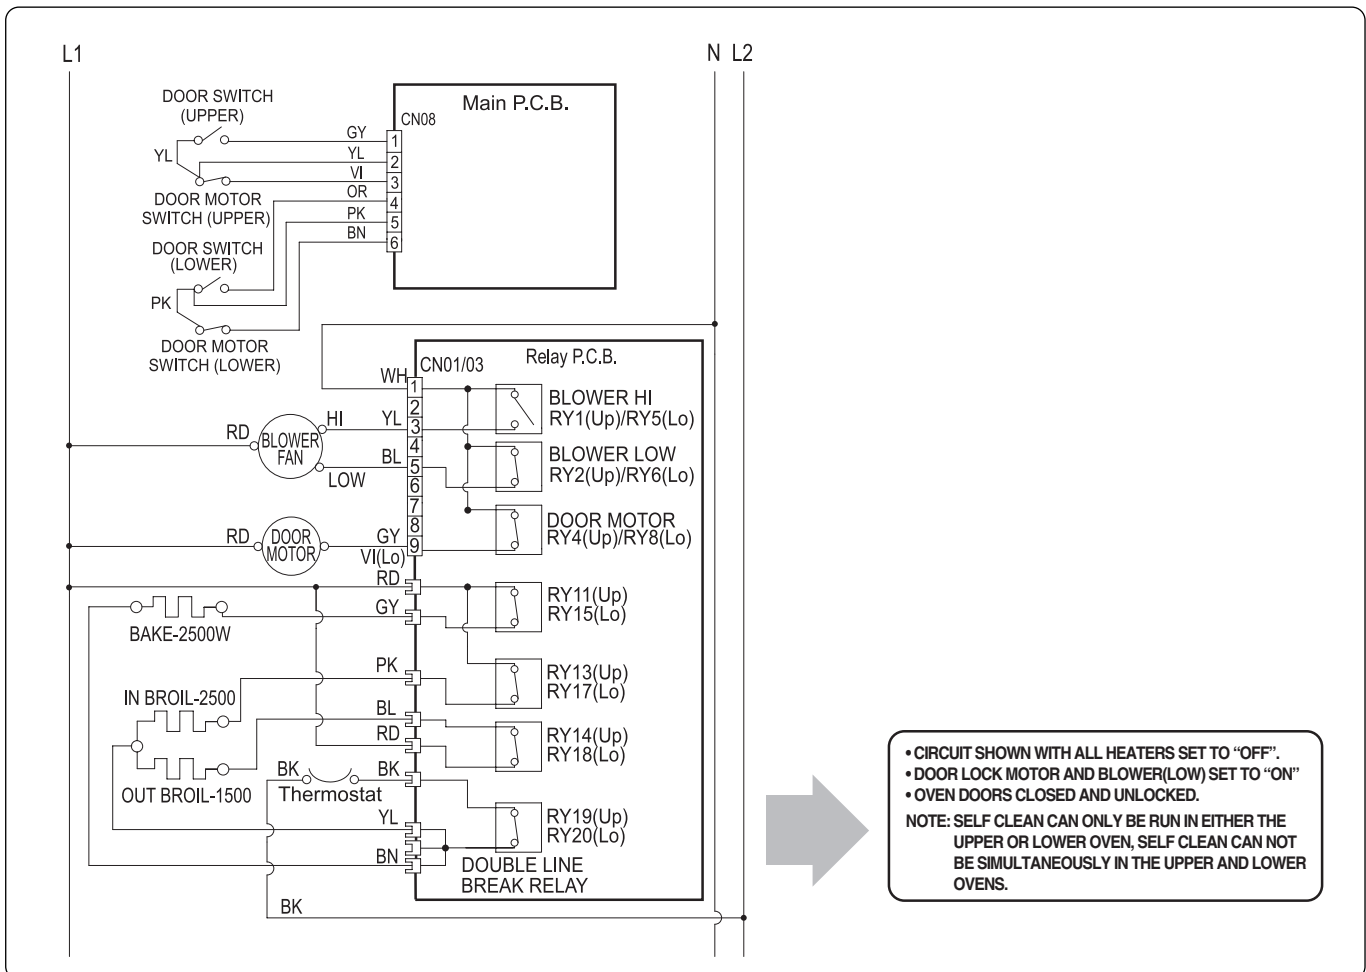 L1
N L2
DOOR SWITCH
(UPPER)
Main P.C.B.
CN08
GY
1
YL
YL
2
VI
3
DOOR MOTOR
SWITCH (UPPER)
OR
4
PK
5
BN
6
DOOR SWITCH
(LOWER)
PK
DOOR MOTOR
SWITCH (LOWER)
Relay P.C.B.
CN01/03
WH
1
2
3
4
5
6
7
8
9
BLOWER HI
RY1(Up)/RY5(Lo)
RD
BLOWER
FAN
HI
YL
LOW
BL
BLOWER LOW
RY2(Up)/RY6(Lo)
DOOR MOTOR
RY4(Up)/RY8(Lo)
RD
DOOR
MOTOR
GY
VI(Lo)
RD
RY11(Up)
RY15(Lo)
GY
BAKE-2500W
PK
RY13(Up)
RY17(Lo)
IN BROIL-2500
BL
RD
RY14(Up)
RY18(Lo)
OUT BROIL-1500
BK
Thermostat
BK
YL
RY19(Up)
RY20(Lo)
BN
DOUBLE LINE
BREAK RELAY
BK
• CIRCUIT SHOWN WITH ALL HEATERS SET TO “OFF”.
• DOOR LOCK MOTOR AND BLOWER(LOW) SET TO “ON”
• OVEN DOORS CLOSED AND UNLOCKED.
NOTE: SELF CLEAN CAN ONLY BE RUN IN EITHER THE
UPPER OR LOWER OVEN, SELF CLEAN CAN NOT
BE SIMULTANEOUSLY IN THE UPPER AND LOWER
OVENS.